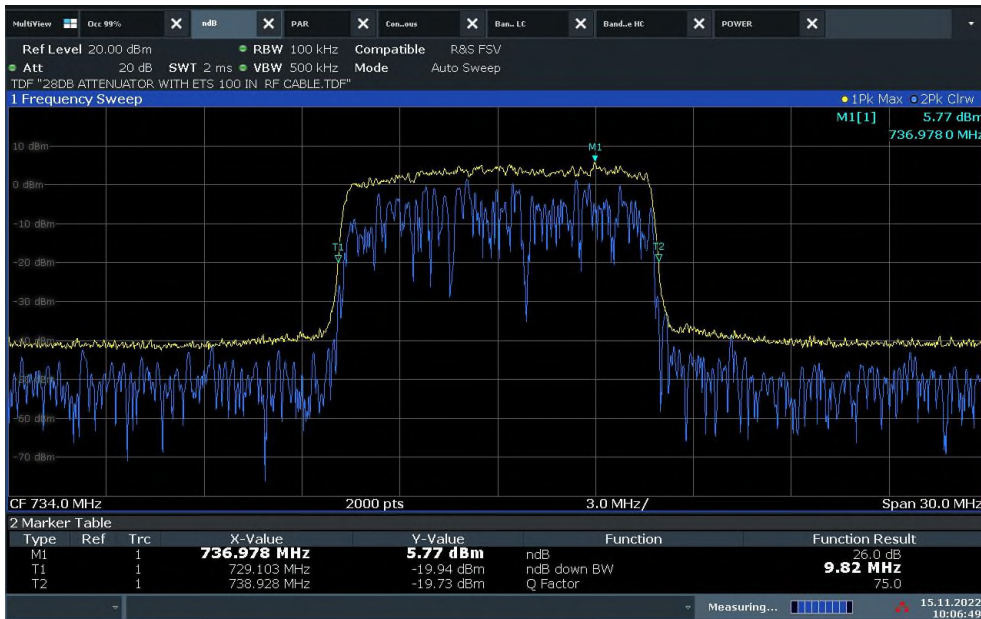 MultiView Occ 99% ndB PAR Con..ous Ban.. LC Band..e HC POWER
Ref Level 20.00 dBm RBW 100 kHz Compatible R&S FSV
Att 20 dB SWT 2 ms VBW 500 kHz Mode Auto Sweep
TDF "28DB ATTENUATOR WITH ETS 100 IN RF CABLE.TDF"
1 Frequency Sweep 1Pk Max 2Pk Clrw
M1[1] 5.77 dBm
736.978 0 MHz
10 dBm
M1
0 dBm
-10 dBm
T1 T2
-20 dBm
-30 dBm
-60 dBm
-70 dBm
CF 734.0 MHz 2000 pts 3.0 MHz/ Span 30.0 MHz
2 Marker Table
Type Ref Trc X-Value Y-Value Function Function Result
M1 1 736.978 MHz 5.77 dBm ndB 26.0 dB
T1 1 729.103 MHz -19.94 dBm ndB down BW 9.82 MHz
T2 1 738.928 MHz -19.73 dBm Q Factor 75.0
Measuring... 15.11.2022
10:06:49